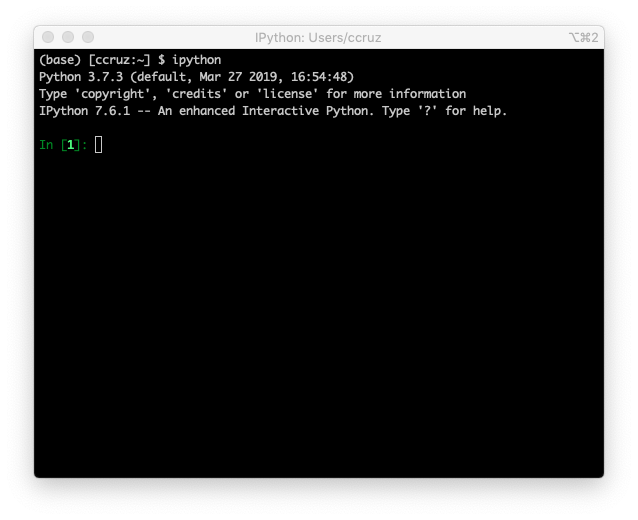 IPython: Users/ccruz
⌥⌘2
(base) [ccruz:~] $ ipython
Python 3.7.3 (default, Mar 27 2019, 16:54:48)
Type 'copyright', 'credits' or 'license' for more information
IPython 7.6.1 -- An enhanced Interactive Python. Type '?' for help.
In [1]: